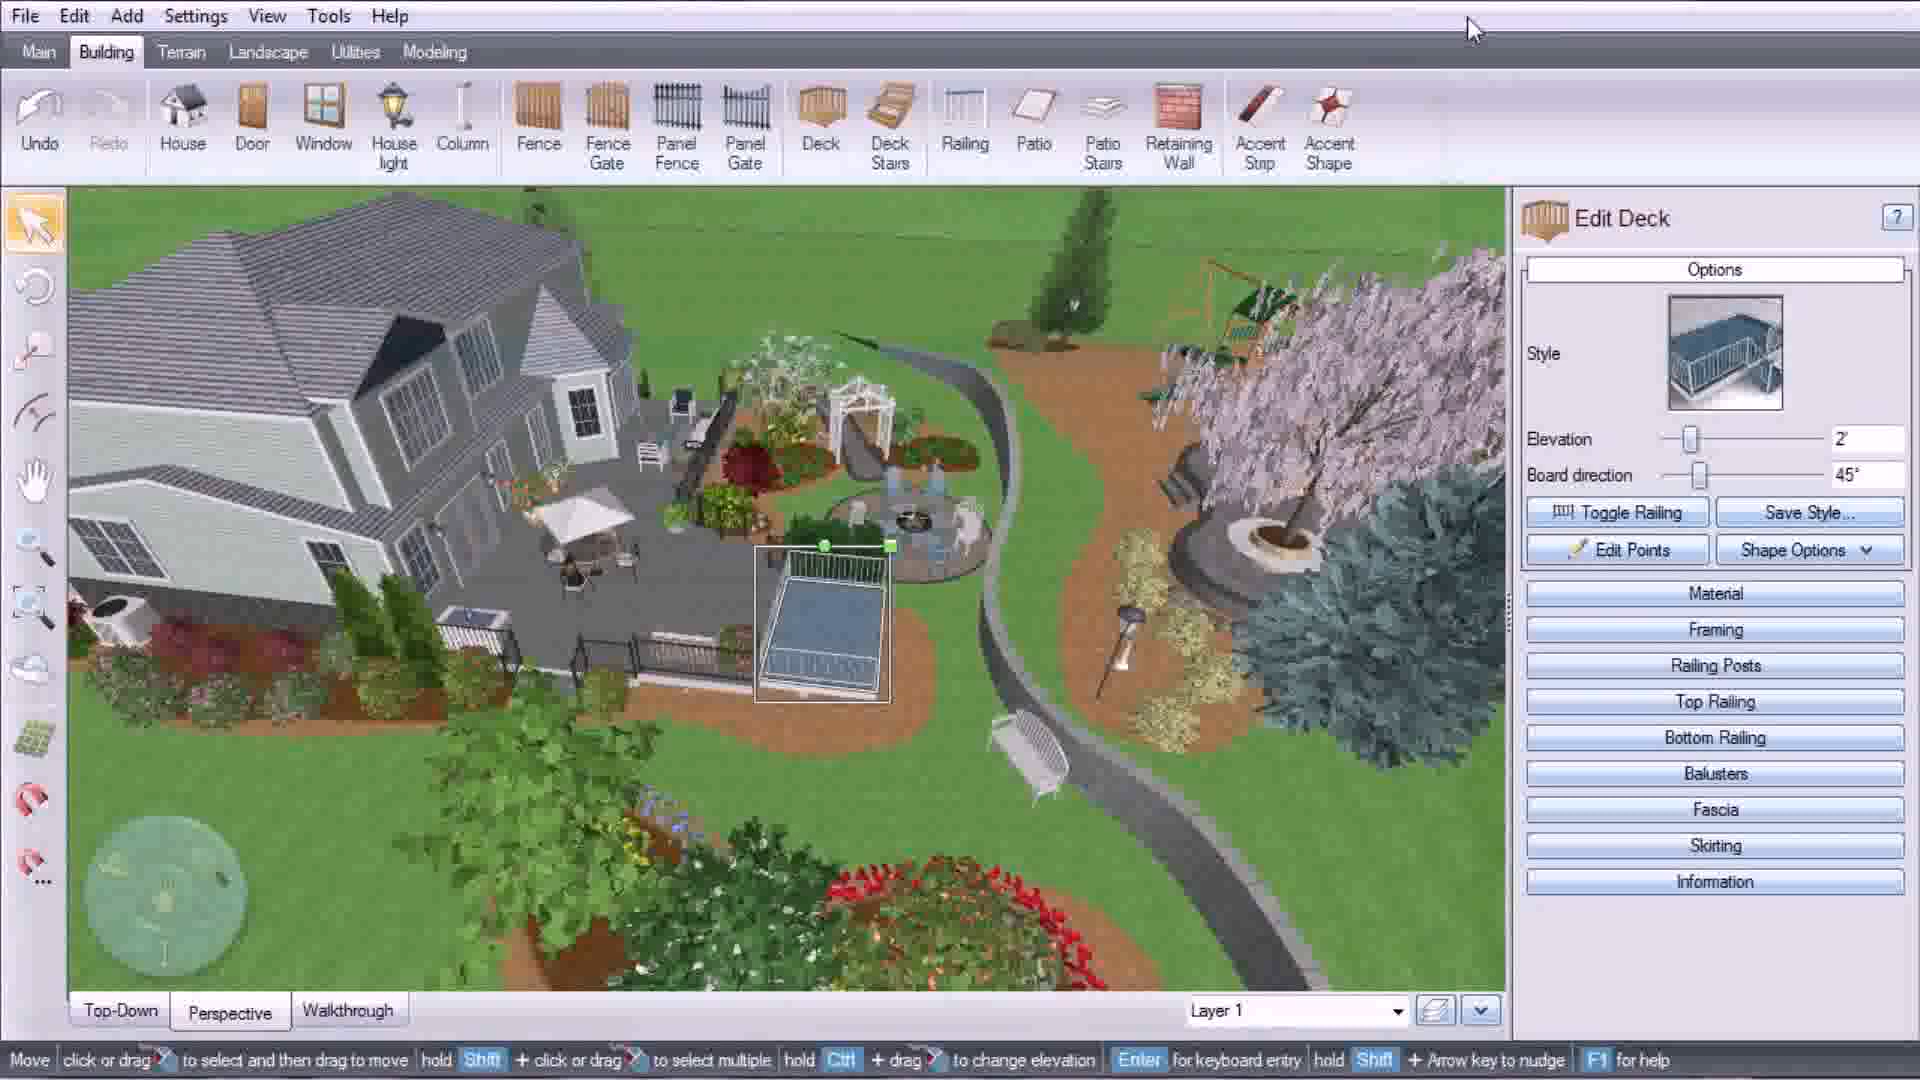 File Edit Add Settings View Tools Help
Main Building Terrain Landscape Utilities Modeling
Undo Redo House Door Window House light Column Fence Fence Gate Panel Fence Panel Gate Deck Deck Stairs Railing Patio Patio Stairs Retaining Wall Accent Strip Accent Shape
Edit Deck ?
Options
Style
Elevation 2'
Board direction 45°
Toggle Railing Save Style...
Edit Points Shape Options
Material
Framing
Railing Posts
Top Railing
Bottom Railing
Balusters
Fascia
Skirting
Information
Top-Down Perspective Walkthrough Layer 1
Move click or drag to select and then drag to move hold Shift + click or drag to select multiple hold Ctrl + drag to change elevation Enter for keyboard entry hold Shift + Arrow key to nudge F1 for help